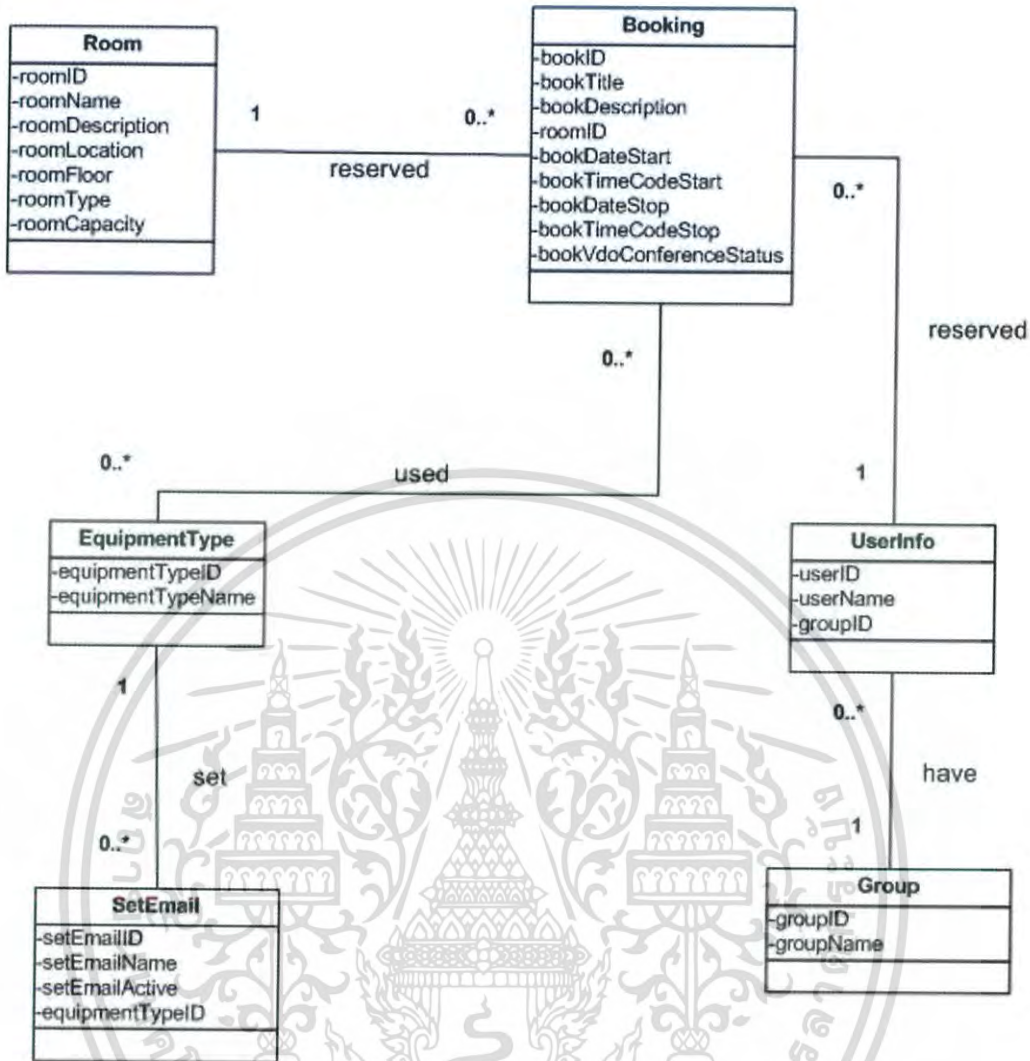 Room
-roomID
-roomName
-roomDescription
-roomLocation
-roomFloor
-roomType
-roomCapacity
1
0..*
reserved
Booking
-bookID
-bookTitle
-bookDescription
-roomID
-bookDateStart
-bookTimeCodeStart
-bookDateStop
-bookTimeCodeStop
-bookVdoConferenceStatus
0..*
reserved
0..*
0..*
used
1
EquipmentType
-equipmentTypeID
-equipmentTypeName
UserInfo
-userID
-userName
-groupID
1
set
0..*
0..*
have
1
SetEmail
-setEmailID
-setEmailName
-setEmailActive
-equipmentTypeID
Group
-groupID
-groupName